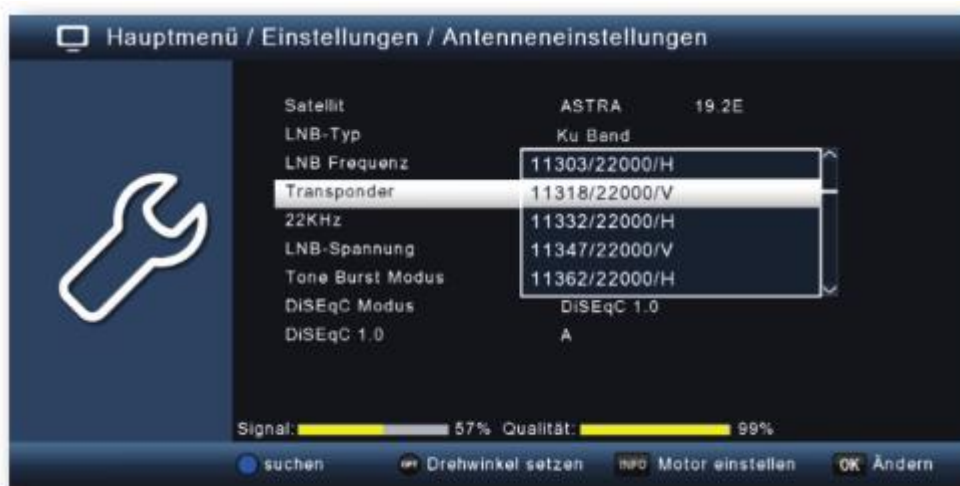 Hauptmenü / Einstellungen / Antenneneinstellungen
Satellit ASTRA 19.2E
LNB-Typ Ku Band
LNB Frequenz 11303/22000/H
Transponder 11318/22000/V
22KHz 11332/22000/H
LNB-Spannung 11347/22000/V
Tone Burst Modus 11362/22000/H
DiSEqC Modus DiSEqC 1.0
DiSEqC 1.0 A
Signal: 57% Qualität: 99%
suchen OPT Drehwinkel setzen INFO Motor einstellen OK Ändern